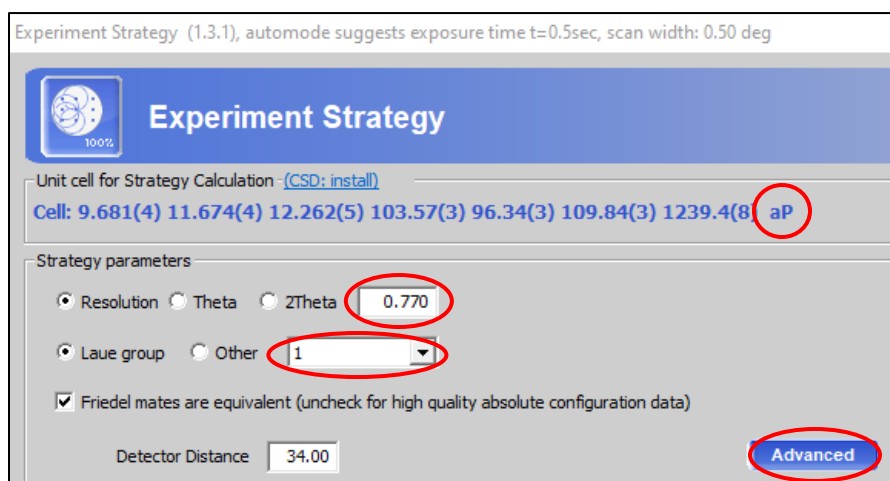 Experiment Strategy (1.3.1), automode suggests exposure time t=0.5sec, scan width: 0.50 deg
100%
Experiment Strategy
Unit cell for Strategy Calculation (CSD: install)
Cell: 9.681(4) 11.674(4) 12.262(5) 103.57(3) 96.34(3) 109.84(3) 1239.4(8) aP
Strategy parameters
Resolution Theta 2Theta 0.770
Laue group Other 1
Friedel mates are equivalent (uncheck for high quality absolute configuration data)
Detector Distance 34.00 Advanced